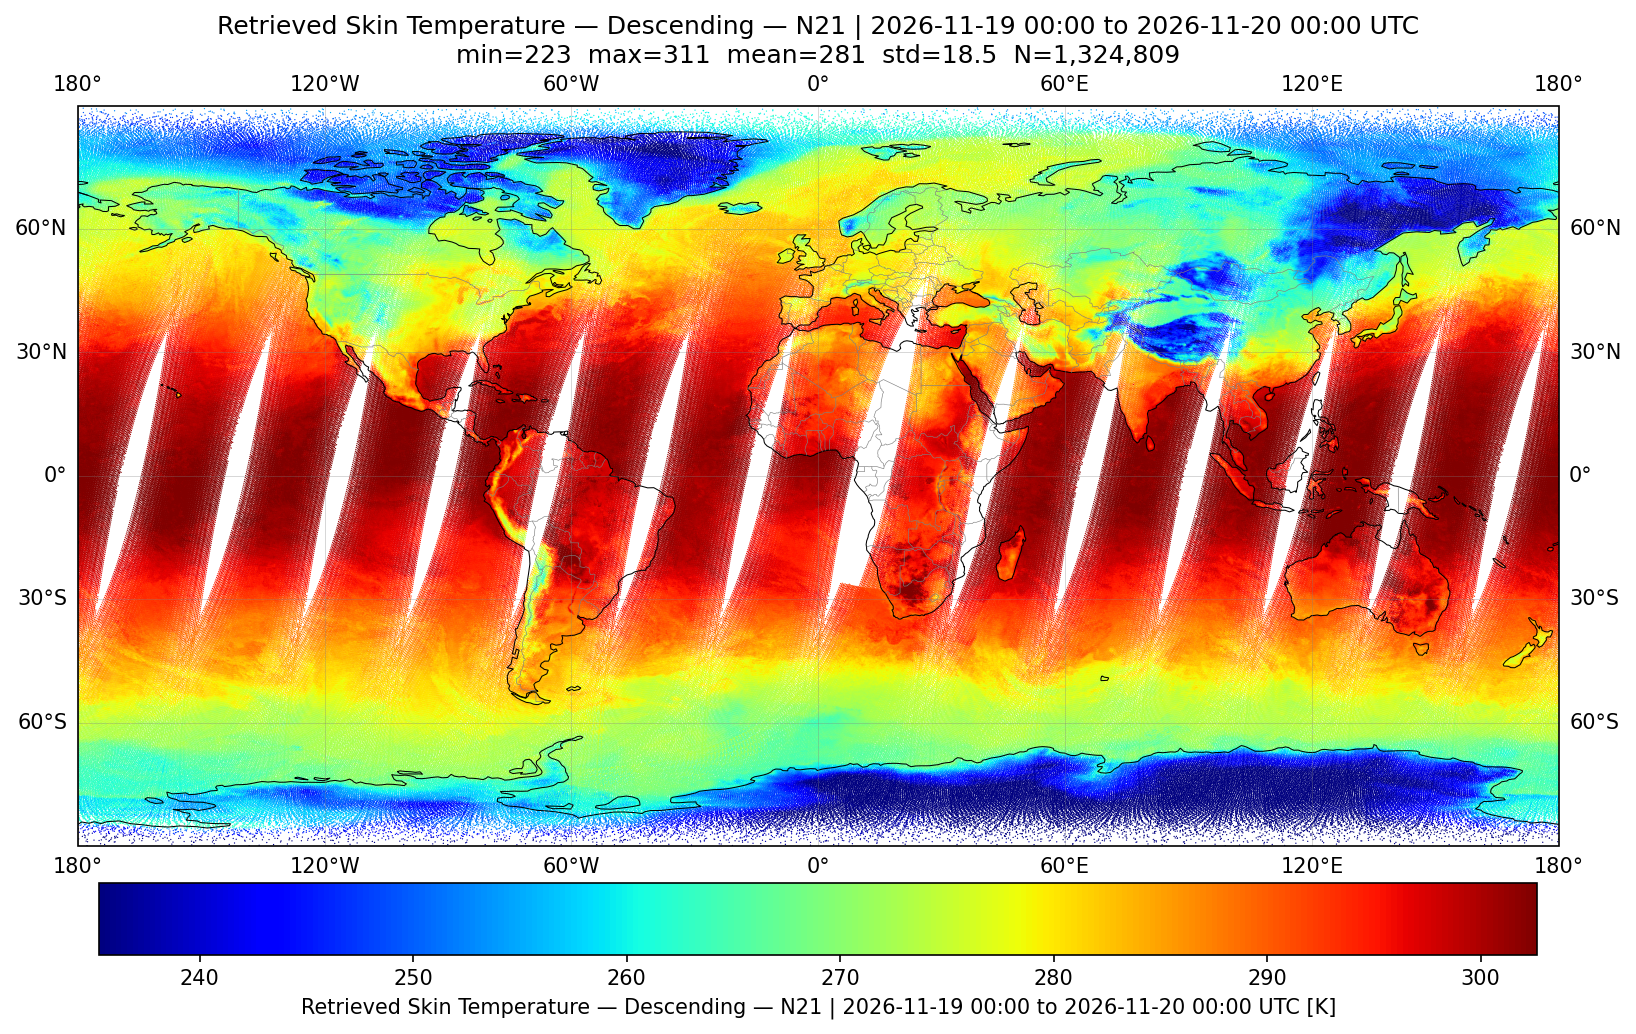 Retrieved Skin Temperature — Descending — N21 | 2026-11-19 00:00 to 2026-11-20 00:00 UTC
min=223  max=311  mean=281  std=18.5  N=1,324,809
180° 120°W 60°W 0° 60°E 120°E 180°
60°N 60°N
30°N 30°N
0° 0°
30°S 30°S
60°S 60°S
180° 120°W 60°W 0° 60°E 120°E 180°
240 250 260 270 280 290 300
Retrieved Skin Temperature — Descending — N21 | 2026-11-19 00:00 to 2026-11-20 00:00 UTC [K]